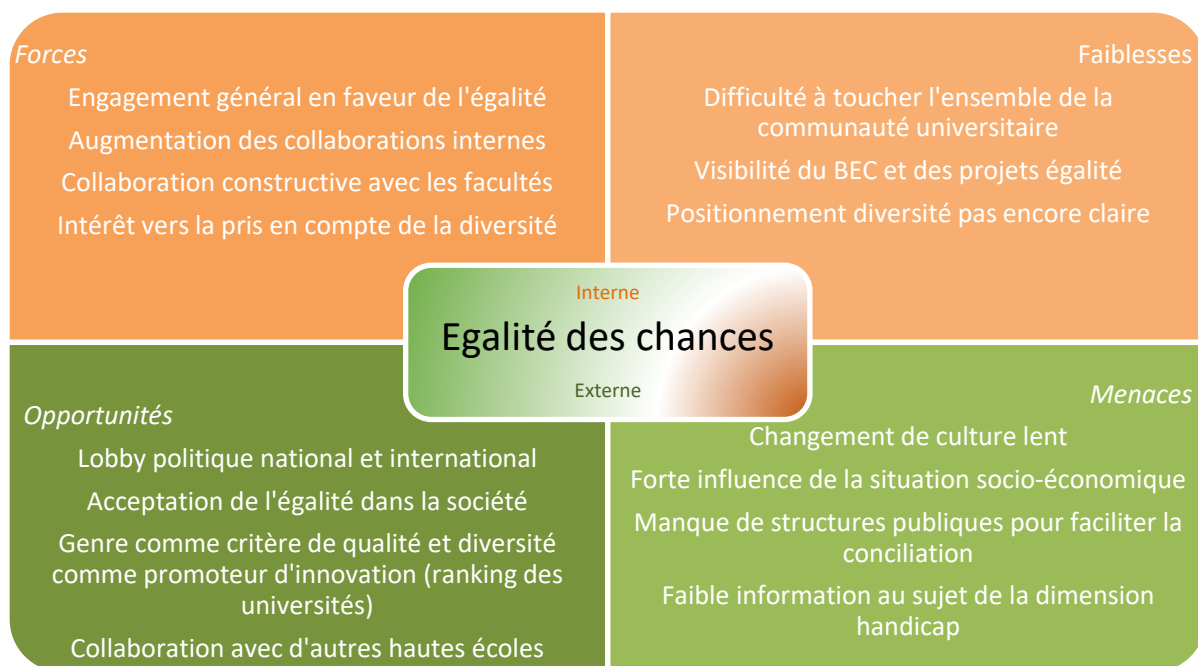 Forces
Engagement général en faveur de l'égalité
Augmentation des collaborations internes
Collaboration constructive avec les facultés
Intérêt vers la pris en compte de la diversité
Faiblesses
Difficulté à toucher l'ensemble de la
communauté universitaire
Visibilité du BEC et des projets égalité
Positionnement diversité pas encore claire
Interne
Egalité des chances
Externe
Opportunités
Lobby politique national et international
Acceptation de l'égalité dans la société
Genre comme critère de qualité et diversité
comme promoteur d'innovation (ranking des
universités)
Collaboration avec d'autres hautes écoles
Menaces
Changement de culture lent
Forte influence de la situation socio-économique
Manque de structures publiques pour faciliter la
conciliation
Faible information au sujet de la dimension
handicap